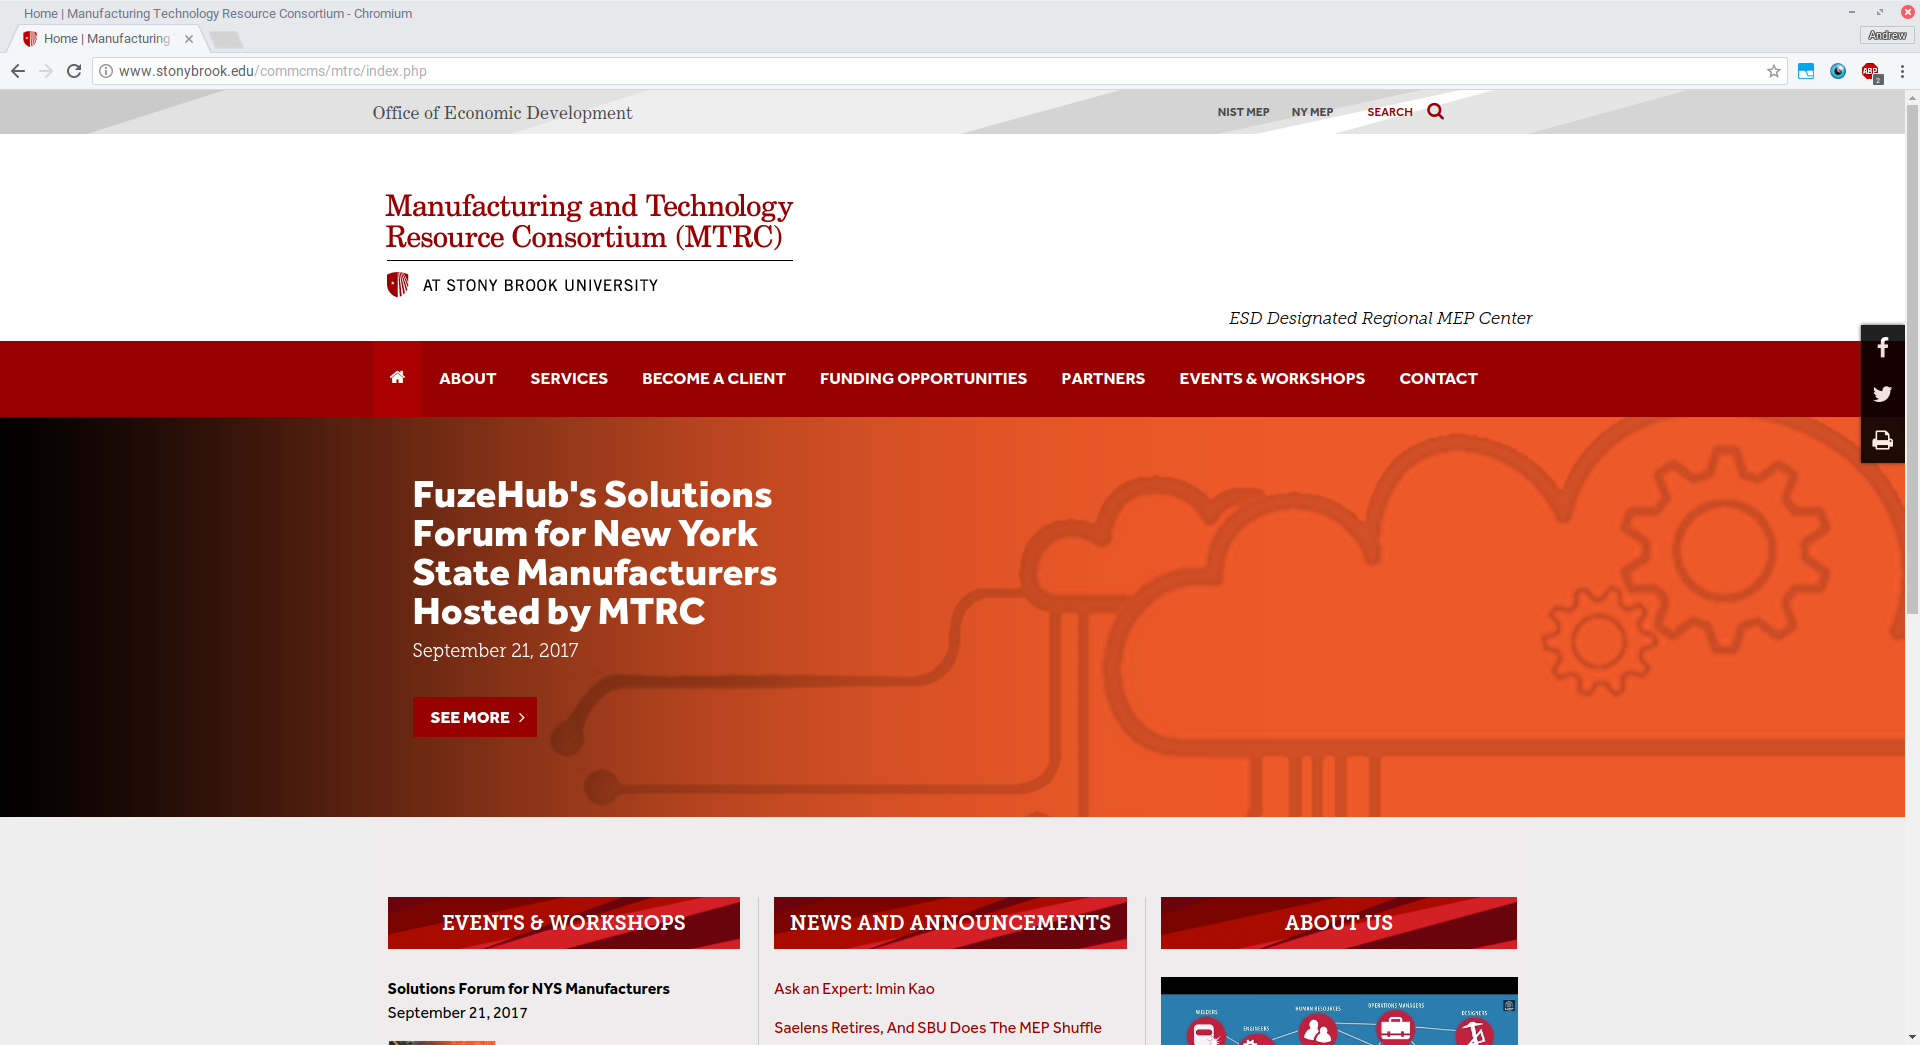 Home | Manufacturing Technology Resource Consortium - Chromium
Home | Manufacturing
Andrew
www.stonybrook.edu/commcms/mtrc/index.php
ABP
2
Office of Economic Development
NIST MEP
NY MEP
SEARCH
Manufacturing and Technology
Resource Consortium (MTRC)
AT STONY BROOK UNIVERSITY
ESD Designated Regional MEP Center
ABOUT
SERVICES
BECOME A CLIENT
FUNDING OPPORTUNITIES
PARTNERS
EVENTS & WORKSHOPS
CONTACT
FuzeHub's Solutions
Forum for New York
State Manufacturers
Hosted by MTRC
September 21, 2017
SEE MORE
EVENTS & WORKSHOPS
Solutions Forum for NYS Manufacturers
September 21, 2017
NEWS AND ANNOUNCEMENTS
Ask an Expert: Imin Kao
Saelens Retires, And SBU Does The MEP Shuffle
ABOUT US
WELDERS
ENGINEERS
HUMAN RESOURCES
OPERATIONS MANAGERS
DESIGNERS